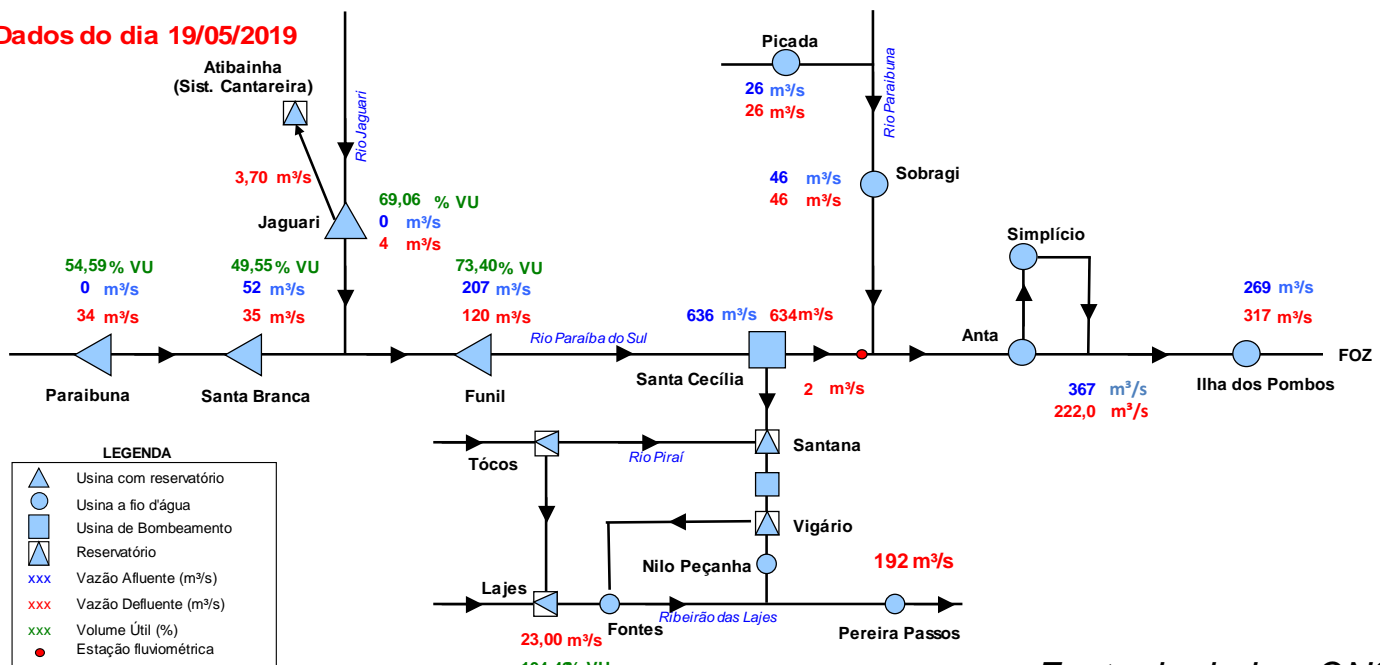 Dados do dia 19/05/2019
Atibainha
(Sist. Cantareira)
Rio Jaguari
3,70 m³/s
Jaguari
69,06 % VU
0 m³/s
4 m³/s
Picada
26 m³/s
26 m³/s
Rio Paraibuna
46 m³/s
46 m³/s
Sobragi
Simplício
54,59 % VU
0 m³/s
34 m³/s
49,55 % VU
52 m³/s
35 m³/s
73,40 % VU
207 m³/s
120 m³/s
Rio Paraíba do Sul
636 m³/s 634 m³/s
Anta
269 m³/s
317 m³/s
FOZ
Paraibuna
Santa Branca
Funil
Santa Cecília
2 m³/s
367 m³/s
222,0 m³/s
Ilha dos Pombos
Tócos
Rio Piraí
Santana
Vigário
Nilo Peçanha
192 m³/s
Lajes
Fontes
Ribeirão das Lajes
Pereira Passos
23,00 m³/s
LEGENDA
Usina com reservatório
Usina a fio d'água
Usina de Bombeamento
Reservatório
xxx Vazão Afluente (m³/s)
xxx Vazão Defluente (m³/s)
xxx Volume Útil (%)
Estação fluviométrica